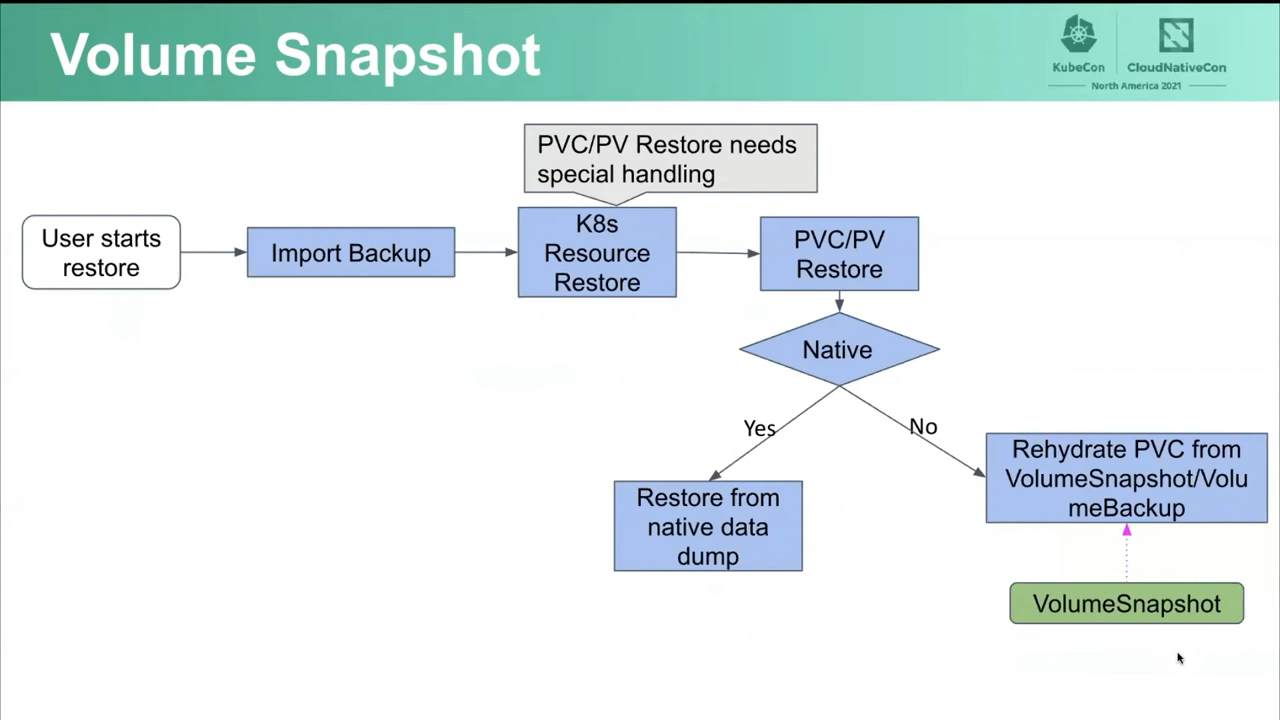 Volume Snapshot
KubeCon
CloudNativeCon
North America 2021
PVC/PV Restore needs
special handling
User starts
restore
Import Backup
K8s
Resource
Restore
PVC/PV
Restore
Native
Yes
No
Rehydrate PVC from
VolumeSnapshot/Volu
meBackup
Restore from
native data
dump
VolumeSnapshot